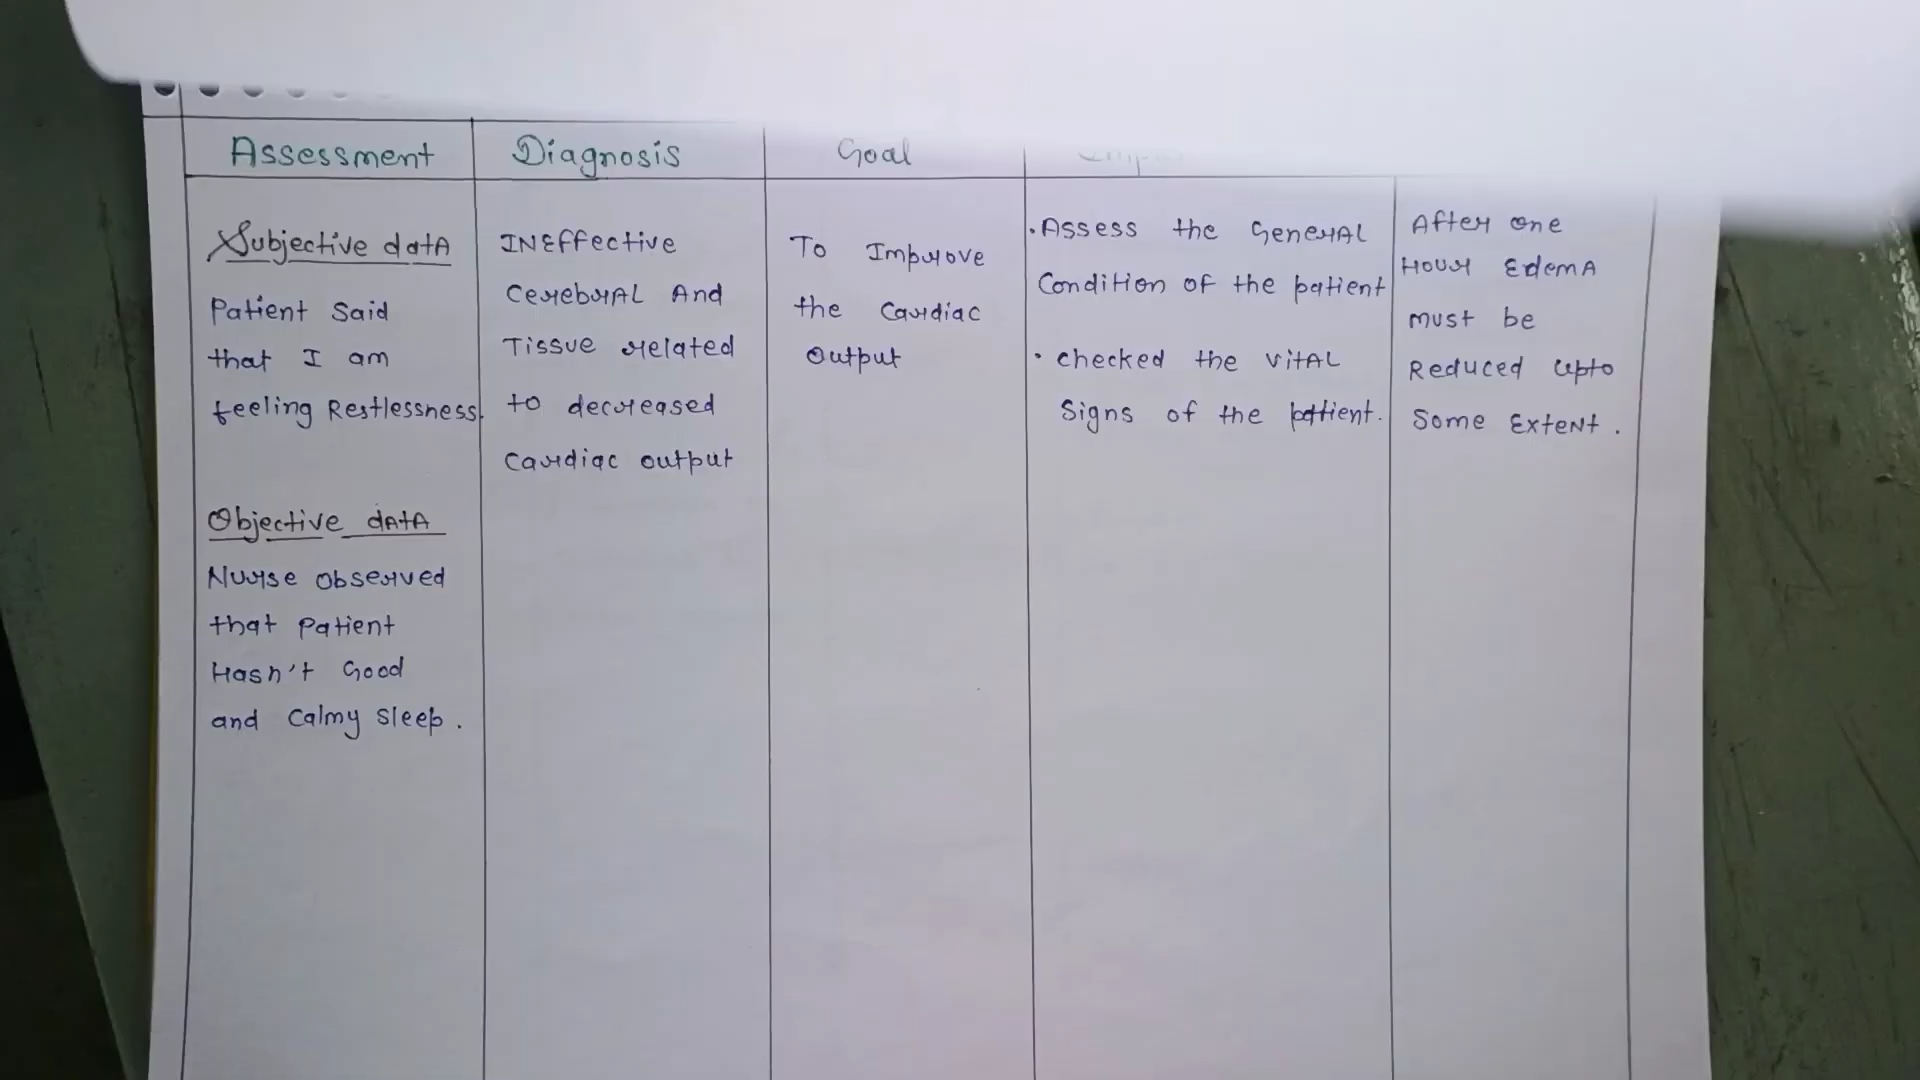 Assessment
Diagnosis
Goal
Subjective data
Patient Said
that I am
feeling Restlessness.
Objective data
Nurse observed
that patient
Hasn't Good
and Calmy sleep.
INEffective
Cerebral And
Tissue related
to decreased
Cardiac output
To Improve
the Cardiac
Output
• Assess the General
Condition of the patient
• checked the vital
Signs of the patient.
After one
Hour Edema
must be
Reduced upto
Some Extent.